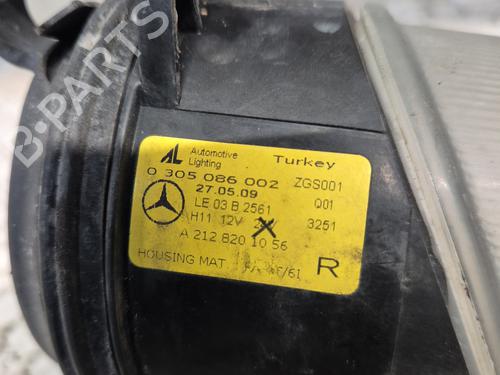 B-PARTS
AL Automotive Lighting Turkey
0 305 086 002 ZGS001
27.05.09 Q01
LE 03 B 2561
H11 12V 3251
A 212 820 10 56
HOUSING MAT. R